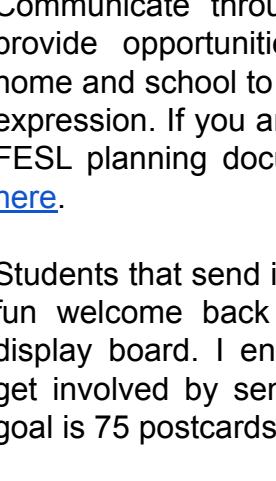 Communicate throu
provide opportunitie
home and school to
expression. If you ar
FESL planning docu
here.
Students that send i
fun welcome back
display board. I en
get involved by ser
goal is 75 postcards